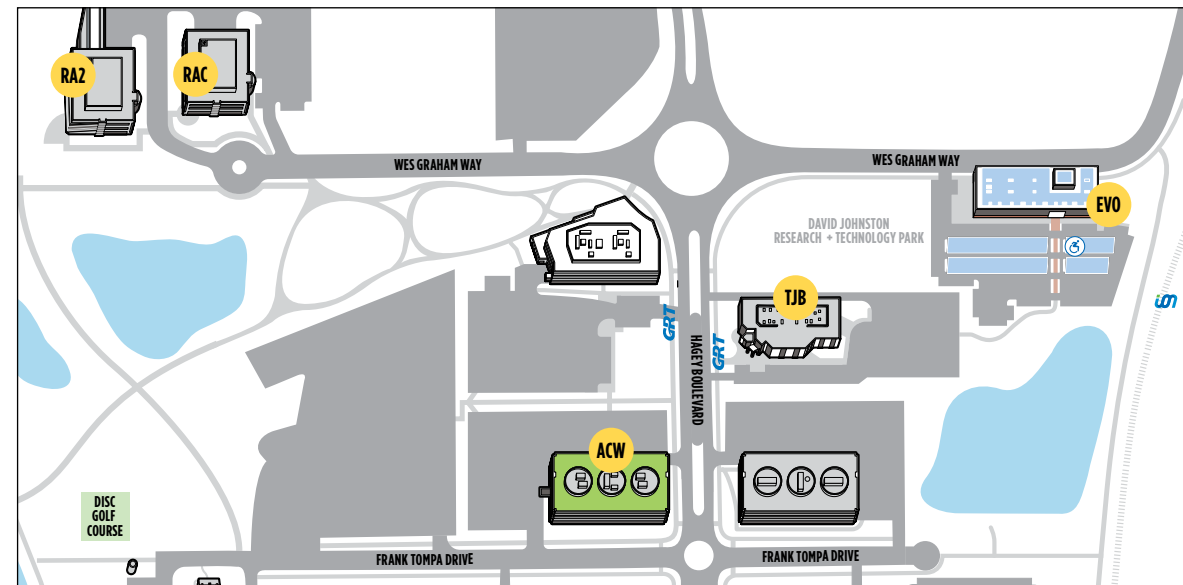 RA2
RAC
WES GRAHAM WAY
WES GRAHAM WAY
EVO
DAVID JOHNSTON
RESEARCH + TECHNOLOGY PARK
TJB
GRT
GRT
HAGEY BOULEVARD
ACW
DISC
GOLF
COURSE
FRANK TOMPA DRIVE
FRANK TOMPA DRIVE